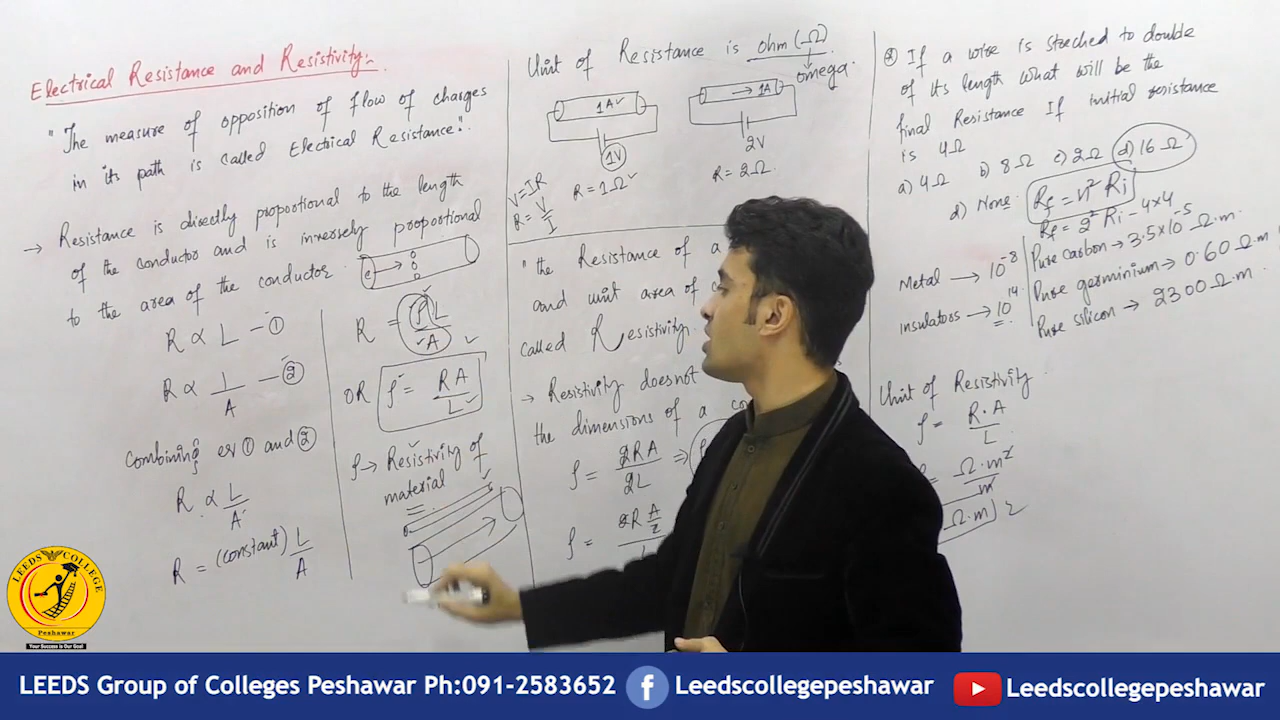 Electrical Resistance and Resistivity:-
"The measure of opposition of flow of charges
in its path is called Electrical Resistance".
→ Resistance is directly proportional to the length
of the conductor and is inversely proportional
to the area of the conductor.
e
R ∝ L — ①
R ∝ 1/A — ②
Combining eq ① and ②
R ∝ L/A
R = (constant) L/A
R = ρL/A
OR ρ = RA/L
ρ → Resistivity of
material
Unit of Resistance is ohm (Ω)
omega
1A
1V
R = 1Ω
→ 1A
2V
R = 2Ω
V = IR
R = V/I
"the Resistance of a
and unit area of
called Resistivity
→ Resistivity doesnot
the dimensions of a
ρ = 2RA/2L ⇒
ρ =
If a wire is streched to double
of its length what will be the
final Resistance If initial resistance
is 4Ω
a) 4Ω b) 8Ω c) 2Ω d) 16Ω
d) None
Rf = n² Ri
Rf = 2² Ri = 4×4
Metal → 10⁻⁸
insulators → 10¹⁴
Pure carbon → 3.5×10⁻⁵ Ω.m.
Pure germinium → 0.60 Ω.m
Pure silicon → 2300 Ω.m.
Unit of Resistivity
ρ = R.A/L
Ω.m²/m
Ω.m
LEEDS COLLEGE
Peshawar
Your Success is Our Goal
LEEDS Group of Colleges Peshawar Ph:091-2583652
Leedscollegepeshawar
Leedscollegepeshawar